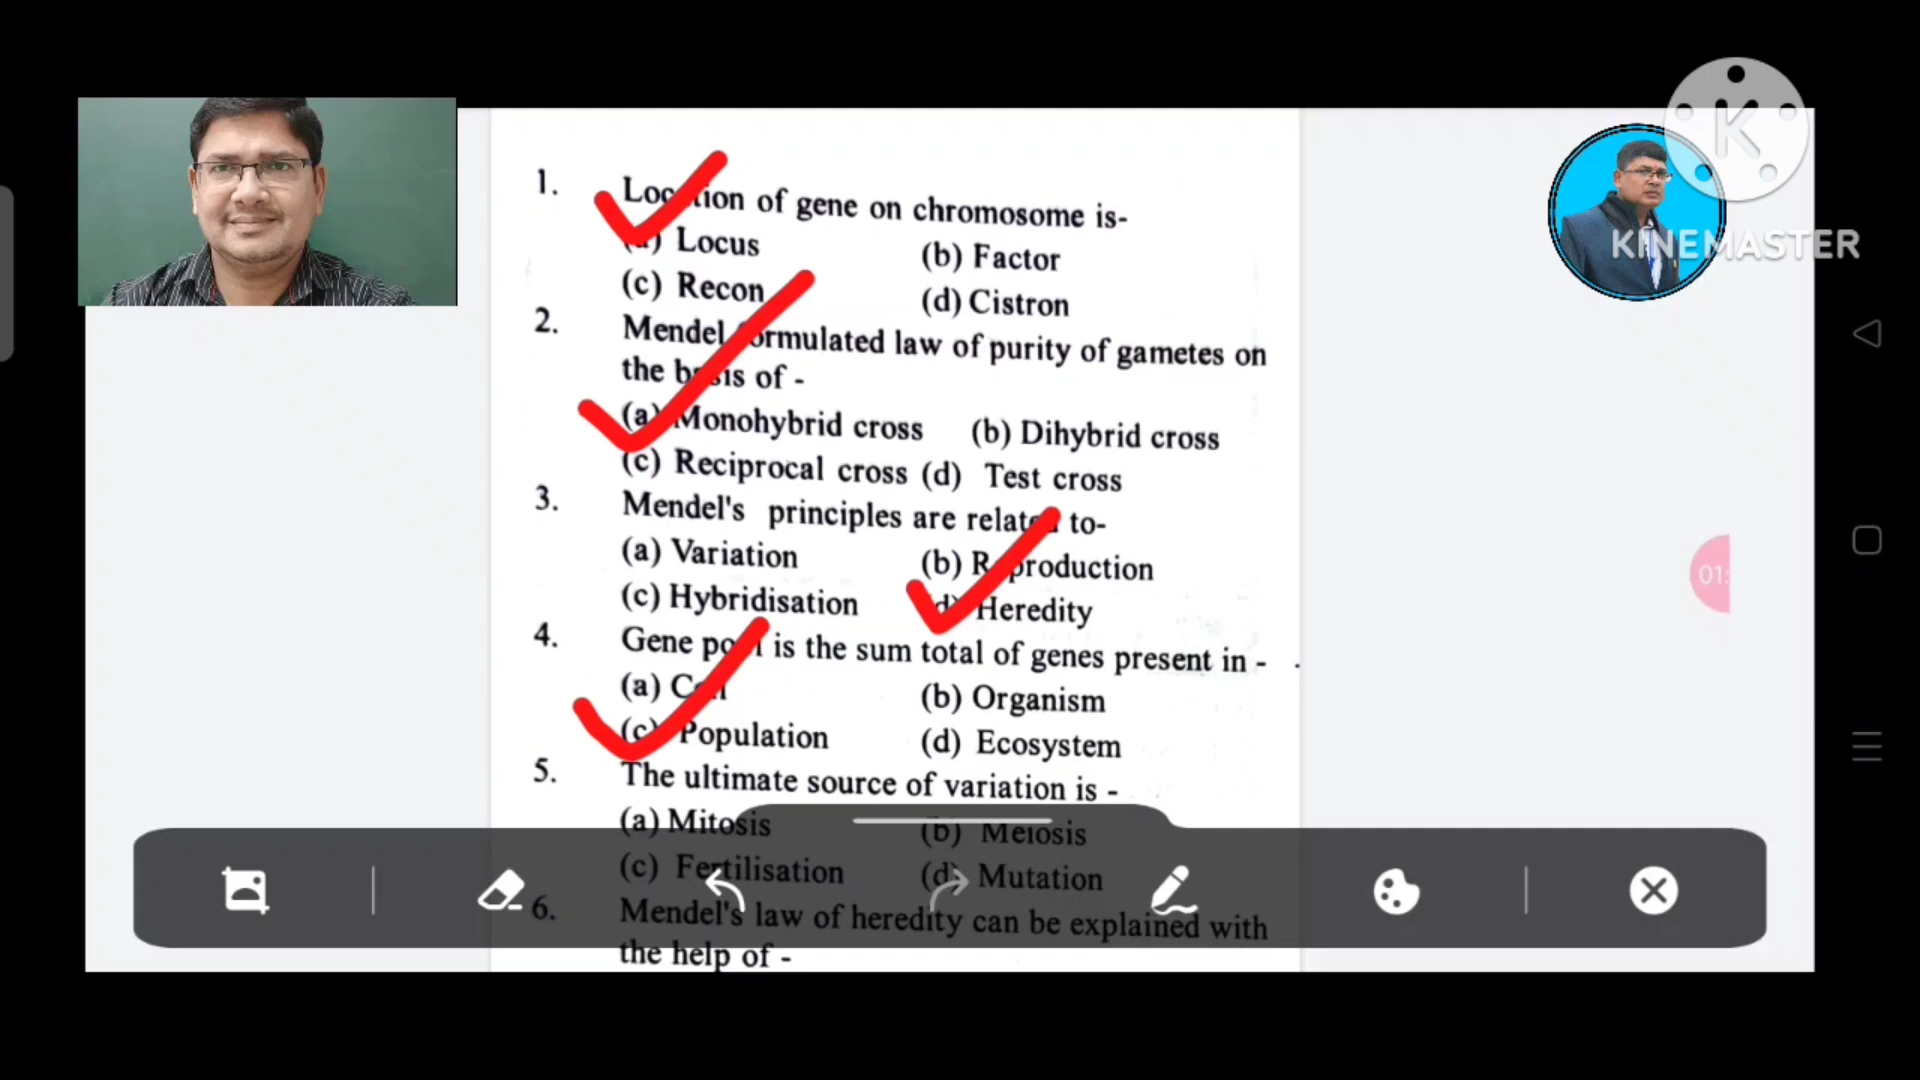 KINEMASTER
K
01:
1. Location of gene on chromosome is-
(a) Locus (b) Factor
(c) Recon (d) Cistron
2. Mendel formulated law of purity of gametes on
the basis of -
(a) Monohybrid cross (b) Dihybrid cross
(c) Reciprocal cross (d) Test cross
3. Mendel's principles are related to-
(a) Variation (b) Reproduction
(c) Hybridisation (d) Heredity
4. Gene pool is the sum total of genes present in -
(a) Cell (b) Organism
(c) Population (d) Ecosystem
5. The ultimate source of variation is -
(a) Mitosis (b) Meiosis
(c) Fertilisation (d) Mutation
6. Mendel's law of heredity can be explained with
the help of -